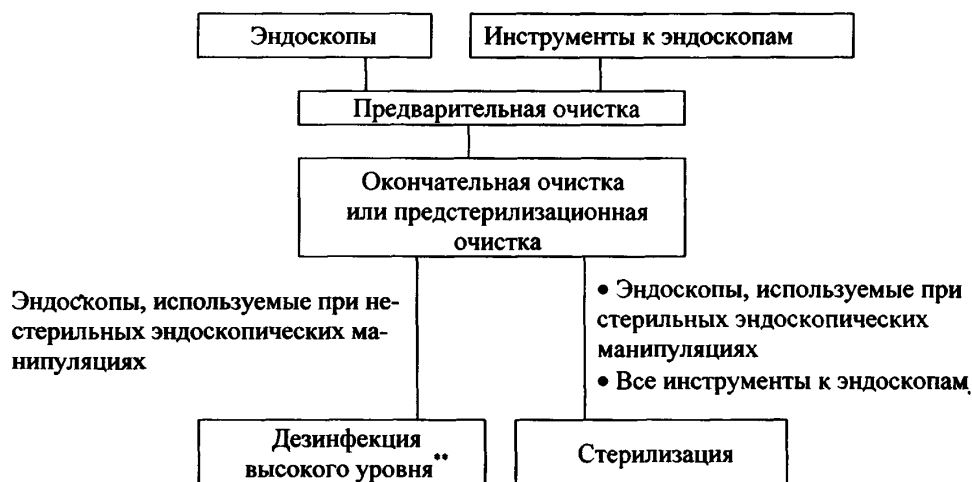 Эндоскопы
Инструменты к эндоскопам
Предварительная очистка
Окончательная очистка
или предстерилизационная
очистка
Эндоскопы, используемые при не-
стерильных эндоскопических ма-
нипуляциях
• Эндоскопы, используемые при
стерильных эндоскопических
манипуляциях
• Все инструменты к эндоскопам
Дезинфекция
высокого уровня**
Стерилизация